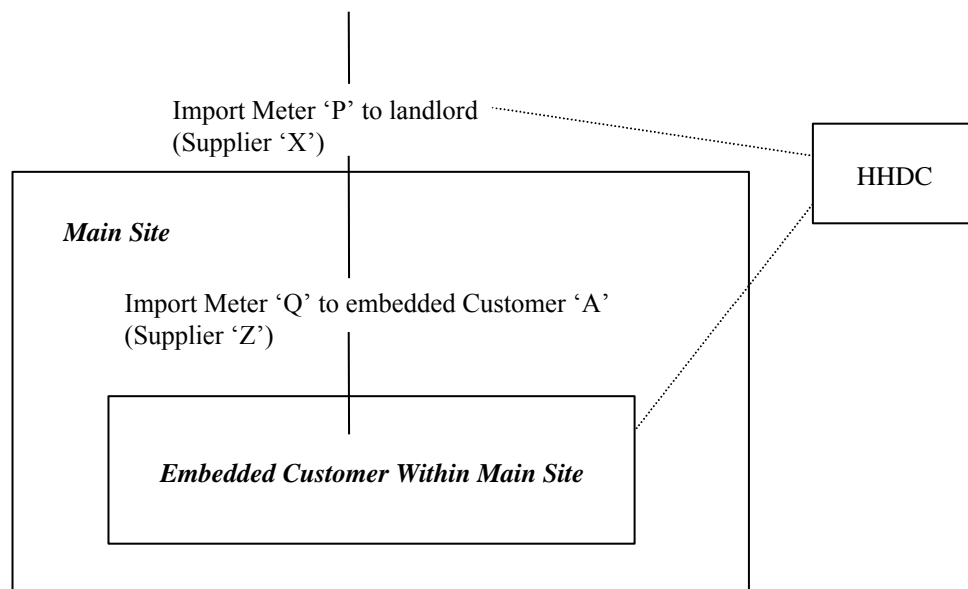 Import Meter ‘P’ to landlord
(Supplier ‘X’)
HHDC
Main Site
Import Meter ‘Q’ to embedded Customer ‘A’
(Supplier ‘Z’)
Embedded Customer Within Main Site